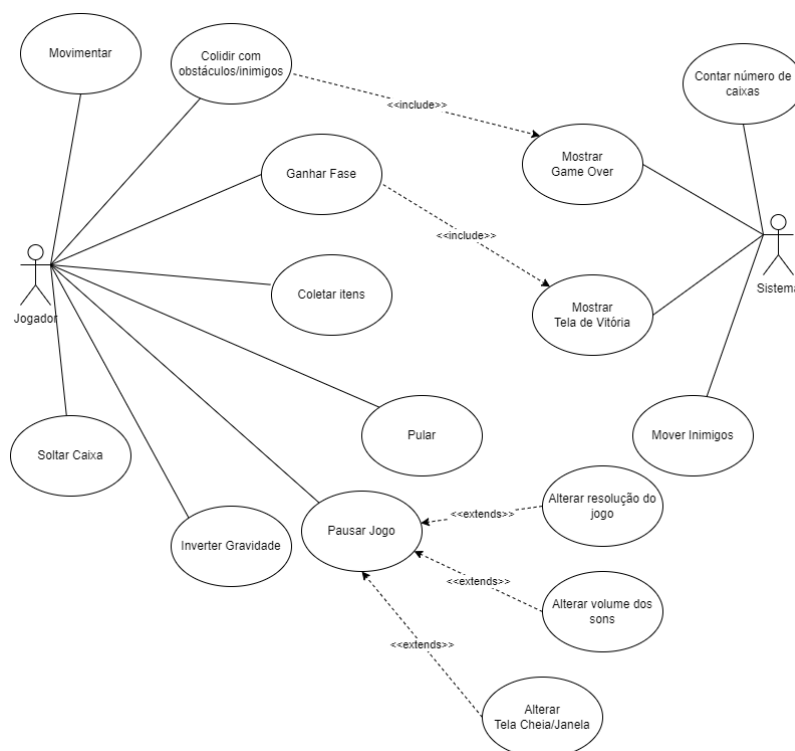 Movimentar
Colidir com
obstáculos/inimigos
Contar número de
caixas
<<include>>
Mostrar
Game Over
Ganhar Fase
<<include>>
Jogador
Coletar itens
Sistema
Mostrar
Tela de Vitória
Soltar Caixa
Pular
Mover Inimigos
Inverter Gravidade
Pausar Jogo
<<extends>>
Alterar resolução do
jogo
<<extends>>
Alterar volume dos
sons
<<extends>>
Alterar
Tela Cheia/Janela